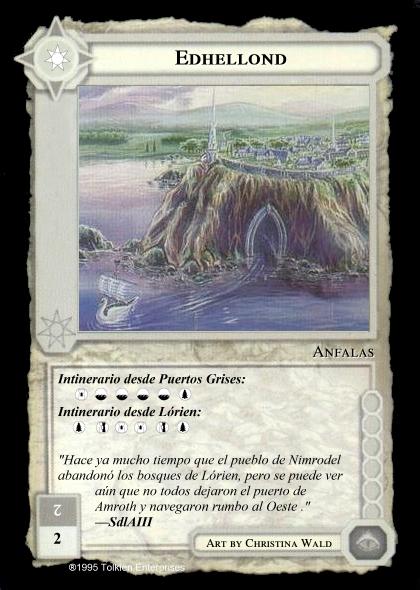 EDHELLOND
ANFALAS
Intinerario desde Puertos Grises:
Intinerario desde Lórien:
"Hace ya mucho tiempo que el pueblo de Nimrodel
abandonó los bosques de Lórien, pero se puede ver
aún que no todos dejaron el puerto de
Amroth y navegaron rumbo al Oeste ."
—SdlAIII
2
2
ART BY CHRISTINA WALD
®1995 Tolkien Enterprises